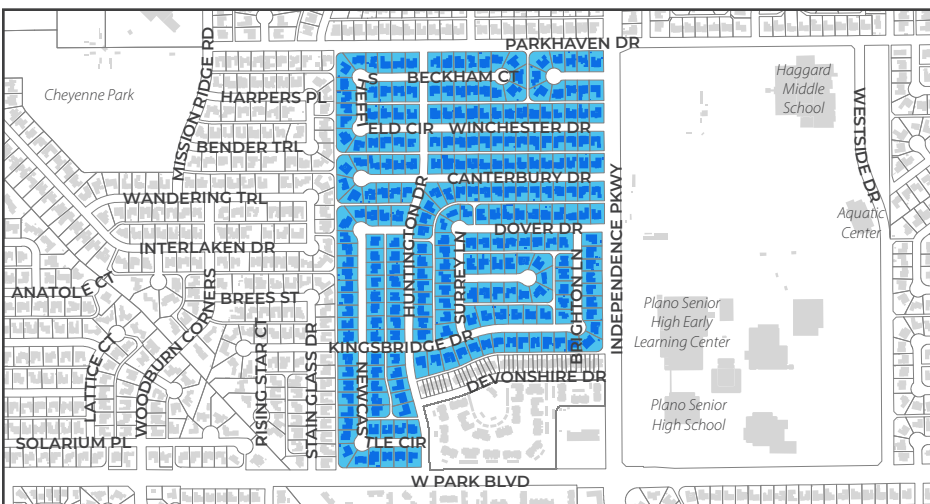 PARKHAVEN DR
MISSION RIDGE RD
Cheyenne Park
S
HEFFI
ELD CIR
BECKHAM CT
HARPERS PL
WINCHESTER DR
BENDER TRL
Haggard
Middle
School
WESTSIDE DR
CANTERBURY DR
WANDERING TRL
HUNTINGTON DR
INDEPENDENCE PKWY
Aquatic
Center
DOVER DR
INTERLAKEN DR
SURREY LN
BRIGHTON LN
ANATOLE CT
BREES ST
WOODBURN CORNERS
Plano Senior
High Early
Learning Center
LATTICE CT
RISING STAR CT
STAIN GLASS DR
KINGSBRIDGE DR
NEWCAS
TLE CIR
DEVONSHIRE DR
Plano Senior
High School
SOLARIUM PL
W PARK BLVD